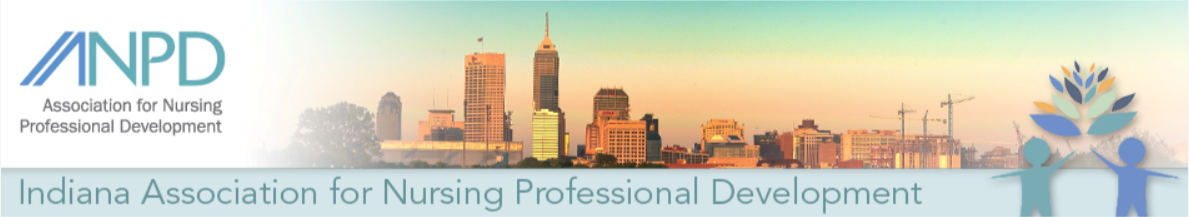 ANPD
Association for Nursing
Professional Development
Indiana Association for Nursing Professional Development